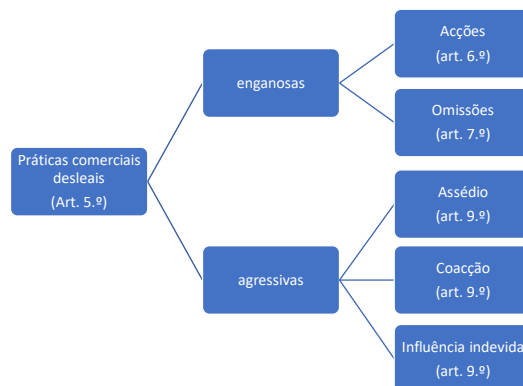 Práticas comerciais
desleais
(Art. 5.º)
enganosas
Acções
(art. 6.º)
Omissões
(art. 7.º)
agressivas
Assédio
(art. 9.º)
Coacção
(art. 9.º)
Influência indevida
(art. 9.º)